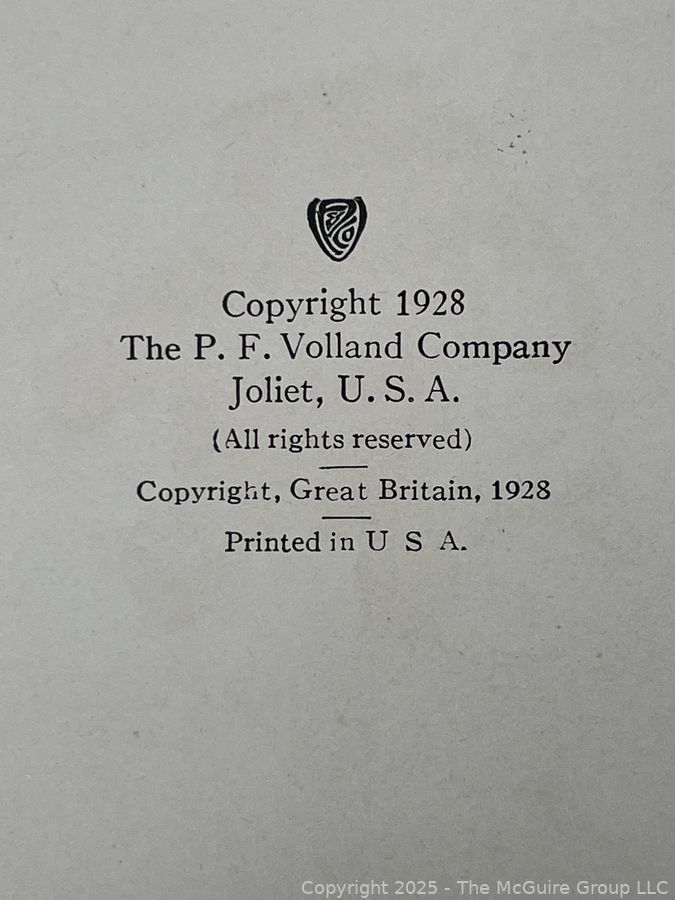 Copyright 1928
The P. F. Volland Company
Joliet, U. S. A.
(All rights reserved)
Copyright, Great Britain, 1928
Printed in U S A.
Copyright 2025 - The McGuire Group LLC